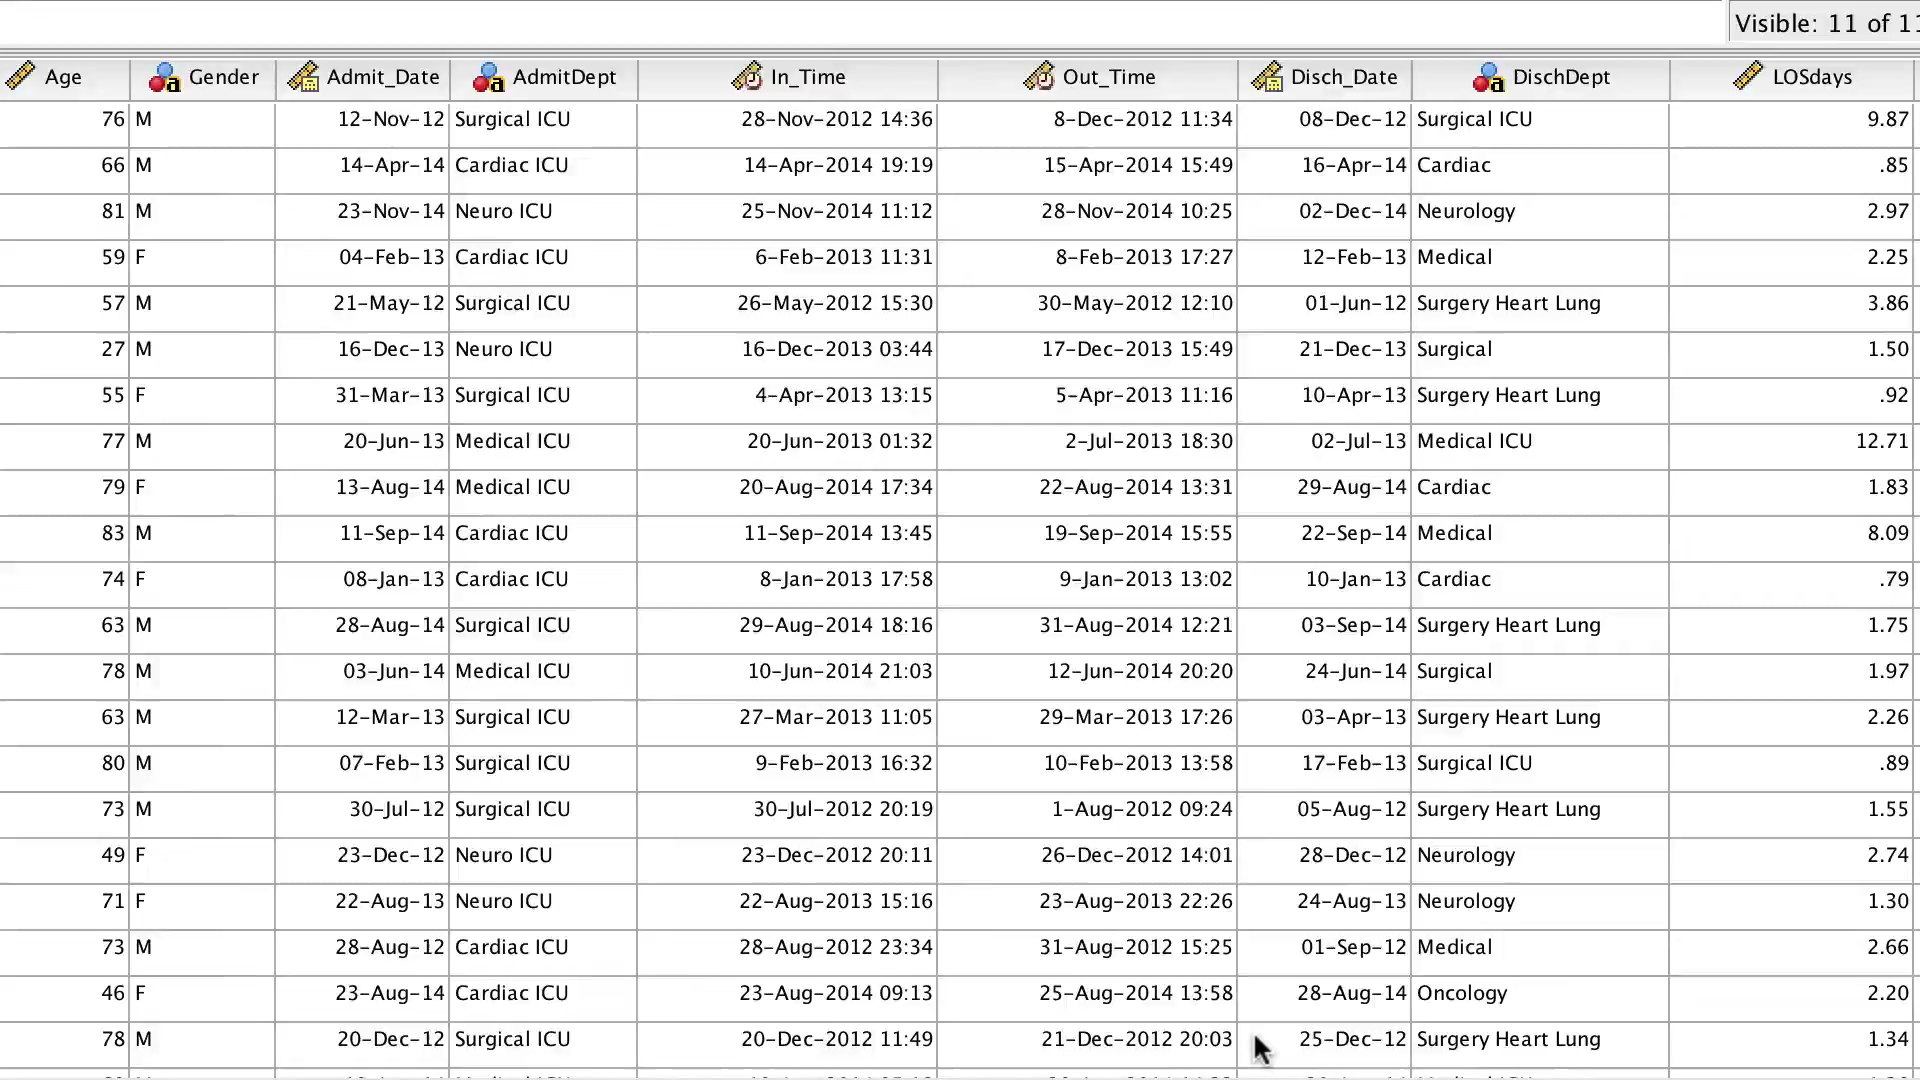 Visible: 11 of 11
Age Gender Admit_Date AdmitDept In_Time Out_Time Disch_Date DischDept LOSdays
76 M 12-Nov-12 Surgical ICU 28-Nov-2012 14:36 8-Dec-2012 11:34 08-Dec-12 Surgical ICU 9.87
66 M 14-Apr-14 Cardiac ICU 14-Apr-2014 19:19 15-Apr-2014 15:49 16-Apr-14 Cardiac .85
81 M 23-Nov-14 Neuro ICU 25-Nov-2014 11:12 28-Nov-2014 10:25 02-Dec-14 Neurology 2.97
59 F 04-Feb-13 Cardiac ICU 6-Feb-2013 11:31 8-Feb-2013 17:27 12-Feb-13 Medical 2.25
57 M 21-May-12 Surgical ICU 26-May-2012 15:30 30-May-2012 12:10 01-Jun-12 Surgery Heart Lung 3.86
27 M 16-Dec-13 Neuro ICU 16-Dec-2013 03:44 17-Dec-2013 15:49 21-Dec-13 Surgical 1.50
55 F 31-Mar-13 Surgical ICU 4-Apr-2013 13:15 5-Apr-2013 11:16 10-Apr-13 Surgery Heart Lung .92
77 M 20-Jun-13 Medical ICU 20-Jun-2013 01:32 2-Jul-2013 18:30 02-Jul-13 Medical ICU 12.71
79 F 13-Aug-14 Medical ICU 20-Aug-2014 17:34 22-Aug-2014 13:31 29-Aug-14 Cardiac 1.83
83 M 11-Sep-14 Cardiac ICU 11-Sep-2014 13:45 19-Sep-2014 15:55 22-Sep-14 Medical 8.09
74 F 08-Jan-13 Cardiac ICU 8-Jan-2013 17:58 9-Jan-2013 13:02 10-Jan-13 Cardiac .79
63 M 28-Aug-14 Surgical ICU 29-Aug-2014 18:16 31-Aug-2014 12:21 03-Sep-14 Surgery Heart Lung 1.75
78 M 03-Jun-14 Medical ICU 10-Jun-2014 21:03 12-Jun-2014 20:20 24-Jun-14 Surgical 1.97
63 M 12-Mar-13 Surgical ICU 27-Mar-2013 11:05 29-Mar-2013 17:26 03-Apr-13 Surgery Heart Lung 2.26
80 M 07-Feb-13 Surgical ICU 9-Feb-2013 16:32 10-Feb-2013 13:58 17-Feb-13 Surgical ICU .89
73 M 30-Jul-12 Surgical ICU 30-Jul-2012 20:19 1-Aug-2012 09:24 05-Aug-12 Surgery Heart Lung 1.55
49 F 23-Dec-12 Neuro ICU 23-Dec-2012 20:11 26-Dec-2012 14:01 28-Dec-12 Neurology 2.74
71 F 22-Aug-13 Neuro ICU 22-Aug-2013 15:16 23-Aug-2013 22:26 24-Aug-13 Neurology 1.30
73 M 28-Aug-12 Cardiac ICU 28-Aug-2012 23:34 31-Aug-2012 15:25 01-Sep-12 Medical 2.66
46 F 23-Aug-14 Cardiac ICU 23-Aug-2014 09:13 25-Aug-2014 13:58 28-Aug-14 Oncology 2.20
78 M 20-Dec-12 Surgical ICU 20-Dec-2012 11:49 21-Dec-2012 20:03 25-Dec-12 Surgery Heart Lung 1.34